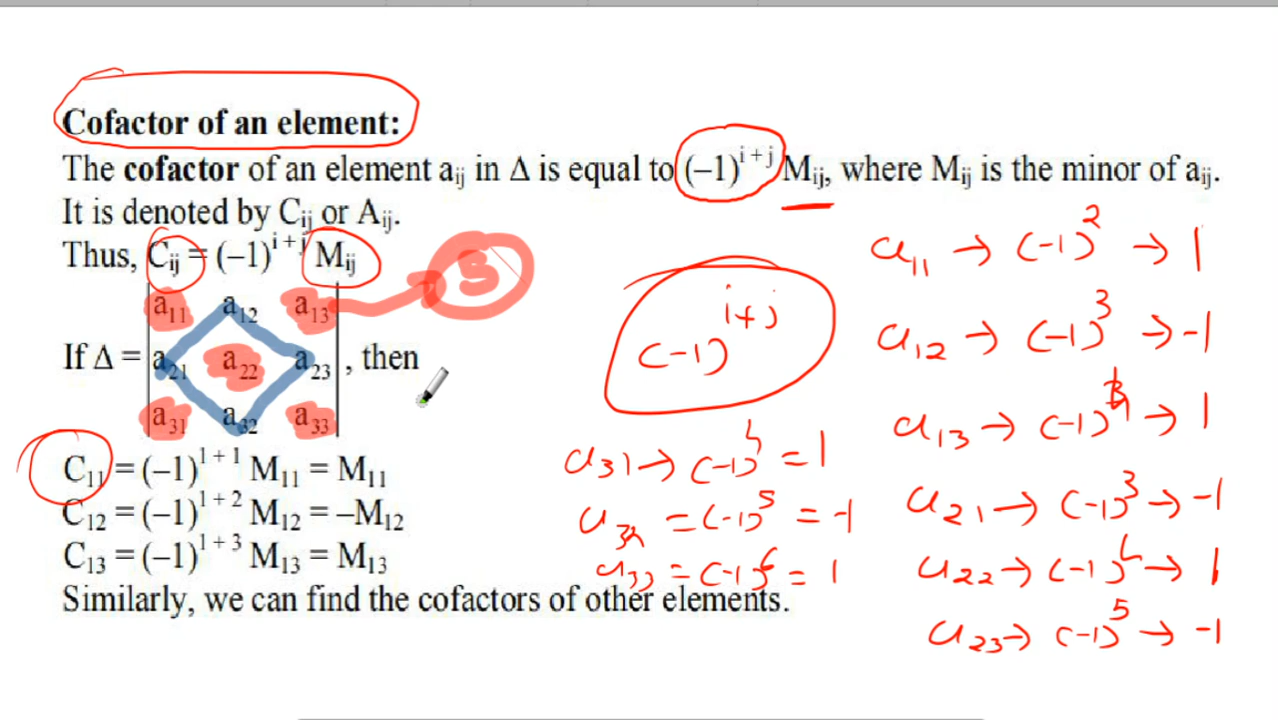 Cofactor of an element:
The cofactor of an element aᵢⱼ in Δ is equal to (–1)ⁱ⁺ʲ Mᵢⱼ, where Mᵢⱼ is the minor of aᵢⱼ.
It is denoted by Cᵢⱼ or Aᵢⱼ.
Thus, Cᵢⱼ = (–1)ⁱ⁺ʲ Mᵢⱼ
5
a₁₁ a₁₂ a₁₃
If Δ = a₂₁ a₂₂ a₂₃ , then
a₃₁ a₃₂ a₃₃
C₁₁ = (–1)¹⁺¹ M₁₁ = M₁₁
C₁₂ = (–1)¹⁺² M₁₂ = –M₁₂
C₁₃ = (–1)¹⁺³ M₁₃ = M₁₃
Similarly, we can find the cofactors of other elements.
(-1)ⁱ⁺ʲ
a₃₁ → (-1)⁴ = 1
a₃₂ = (-1)⁵ = -1
a₃₃ = (-1)⁶ = 1
a₁₁ → (-1)² → 1
a₁₂ → (-1)³ → -1
a₁₃ → (-1)⁴ → 1
a₂₁ → (-1)³ → -1
a₂₂ → (-1)⁴ → 1
a₂₃ → (-1)⁵ → -1